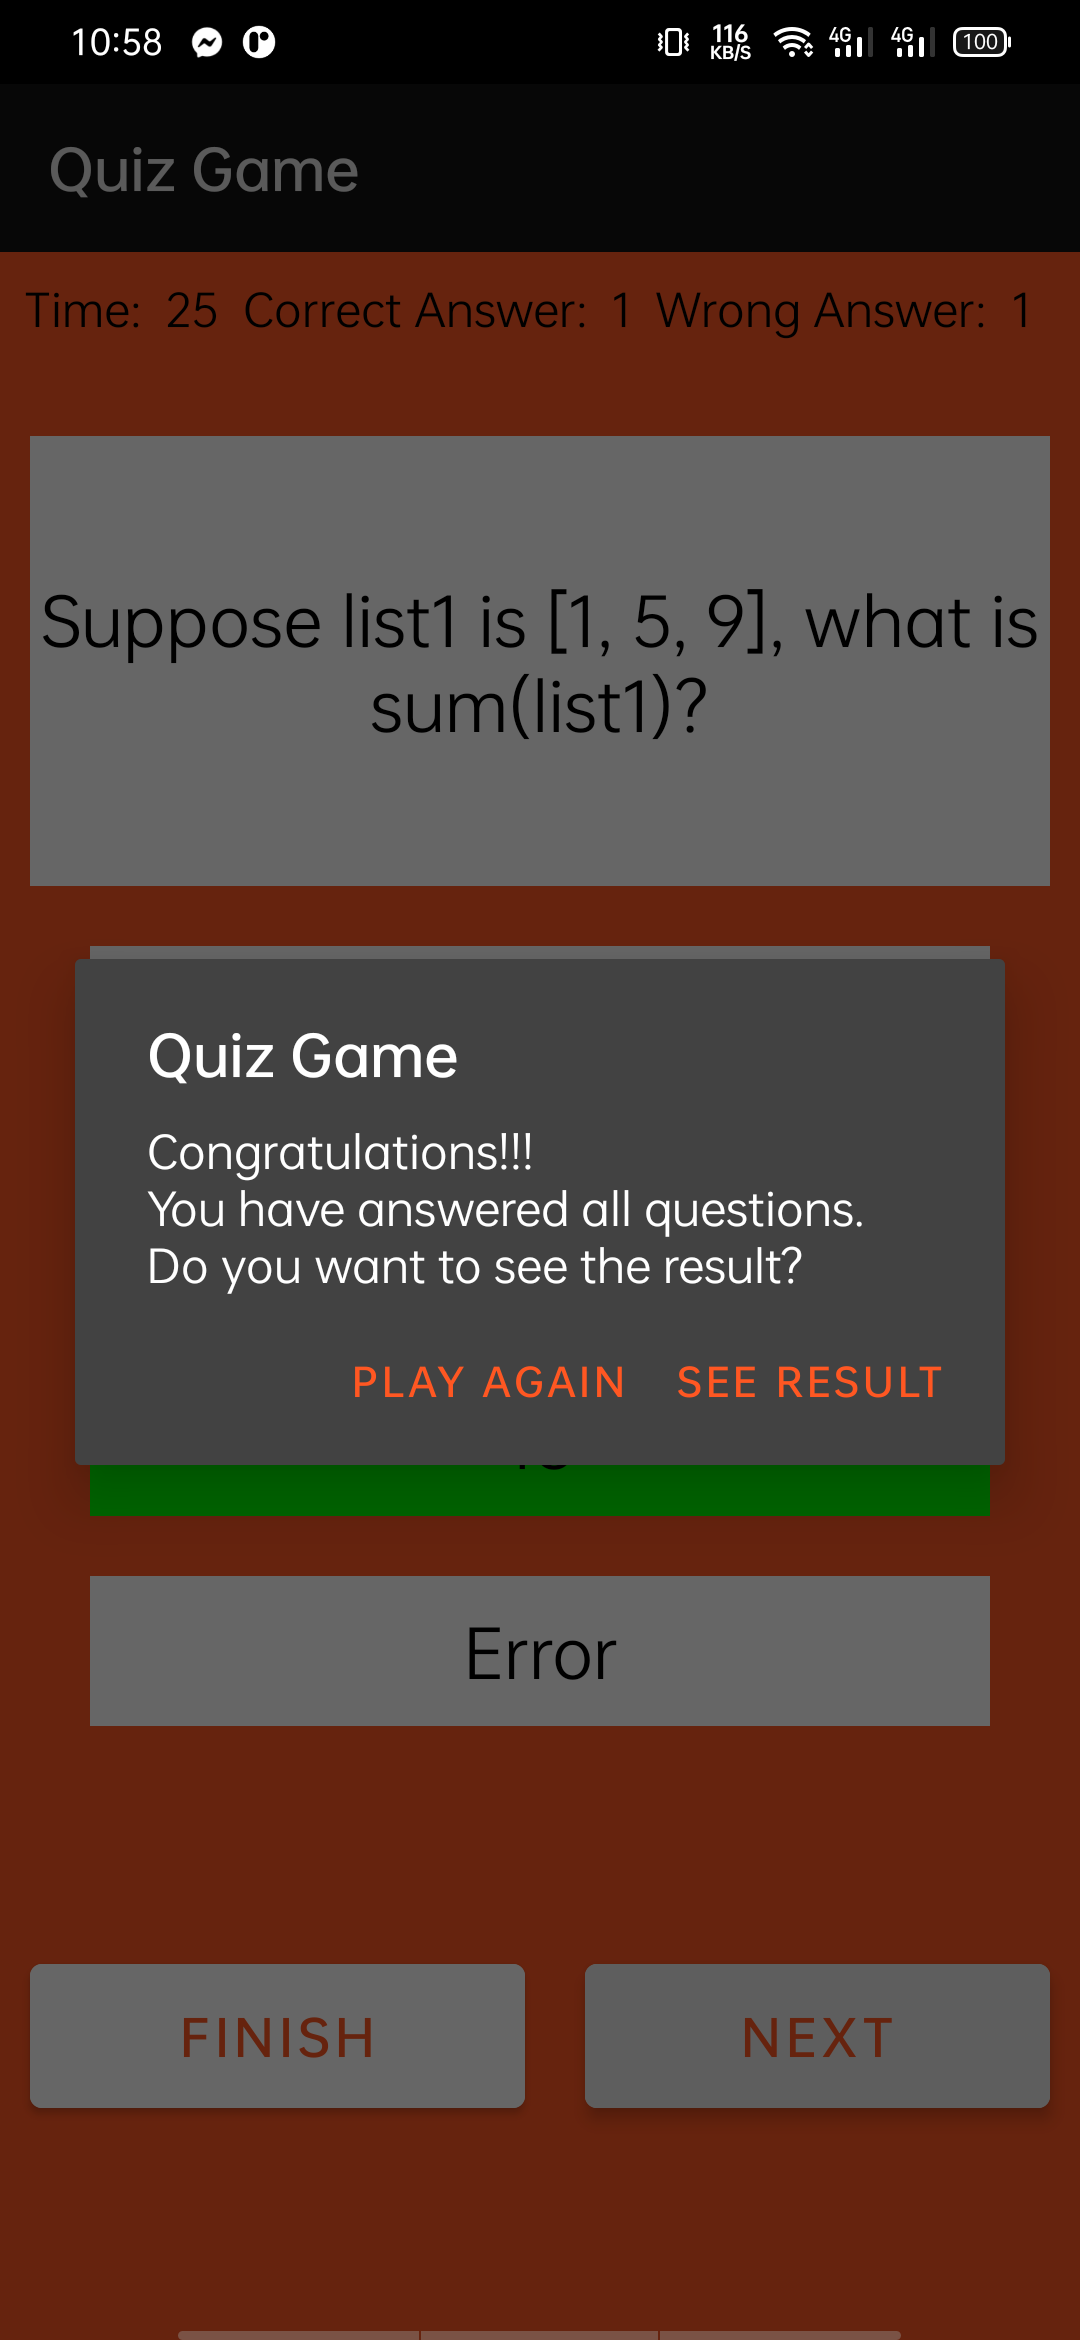 10:58
116
KB/S
4G
4G
100
Quiz Game
Time: 25 Correct Answer: 1 Wrong Answer: 1
Suppose list1 is [1, 5, 9], what is
sum(list1)?
Quiz Game
Congratulations!!!
You have answered all questions.
Do you want to see the result?
PLAY AGAIN SEE RESULT
Error
FINISH NEXT